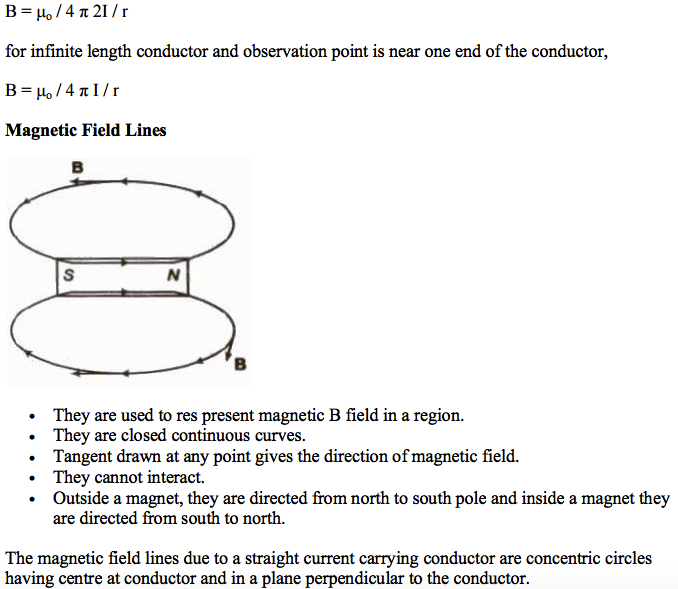 B = μₒ / 4 π 2I / r
for infinite length conductor and observation point is near one end of the conductor,
B = μₒ / 4 π I / r
Magnetic Field Lines
B
S N
B
• They are used to res present magnetic B field in a region.
• They are closed continuous curves.
• Tangent drawn at any point gives the direction of magnetic field.
• They cannot interact.
• Outside a magnet, they are directed from north to south pole and inside a magnet they
are directed from south to north.
The magnetic field lines due to a straight current carrying conductor are concentric circles
having centre at conductor and in a plane perpendicular to the conductor.